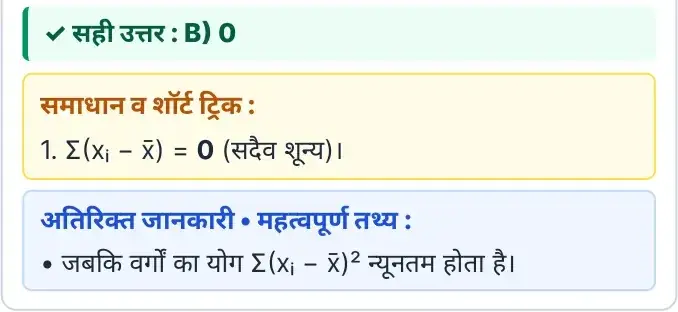 ✓ सही उत्तर : B) 0
समाधान व शॉर्ट ट्रिक :
1. Σ(xᵢ − x̄) = 0 (सदैव शून्य)।
अतिरिक्त जानकारी • महत्वपूर्ण तथ्य :
• जबकि वर्गों का योग Σ(xᵢ − x̄)² न्यूनतम होता है।